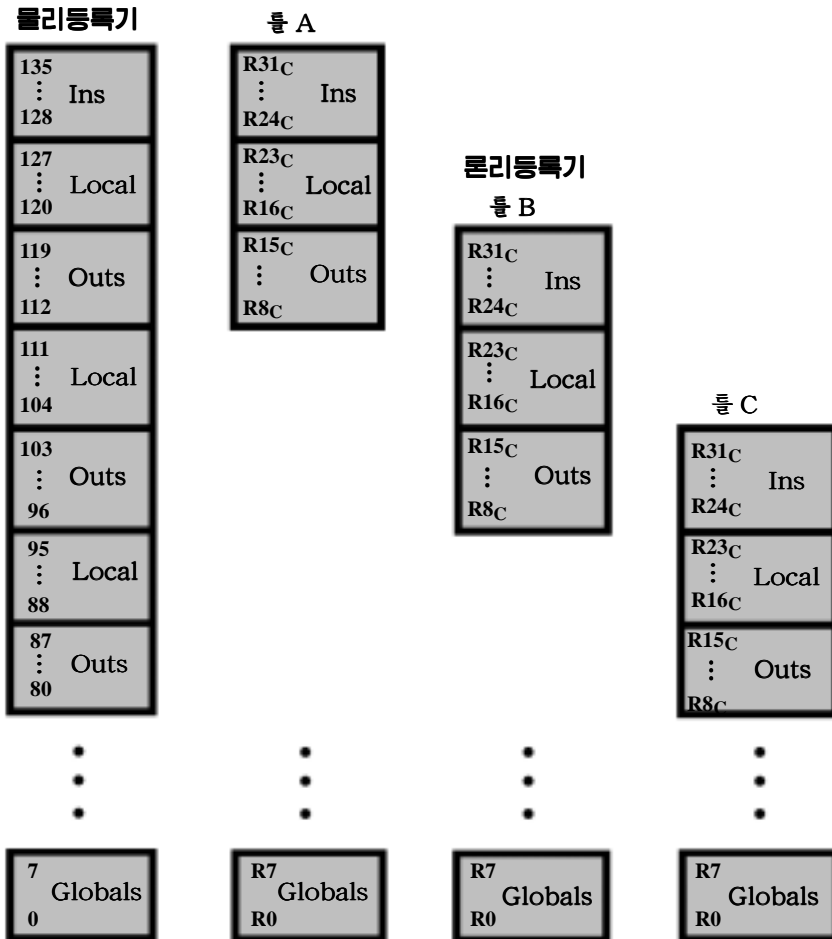 물리등록기
135
⋮ Ins
128
127
⋮ Local
120
119
⋮ Outs
112
111
⋮ Local
104
103
⋮ Outs
96
95
⋮ Local
88
87
⋮ Outs
80
7
Globals
0
틀 A
R31C
⋮ Ins
R24C
R23C
⋮ Local
R16C
R15C
⋮ Outs
R8C
R7
Globals
R0
론리등록기
틀 B
R31C
⋮ Ins
R24C
R23C
⋮ Local
R16C
R15C
⋮ Outs
R8C
R7
Globals
R0
틀 C
R31C
⋮ Ins
R24C
R23C
⋮ Local
R16C
R15C
⋮ Outs
R8C
R7
Globals
R0